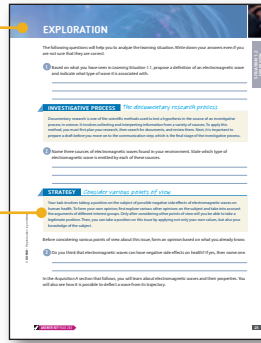 EXPLORATION
The following questions will help you to analyze the learning situation. Write down your answers even if you
are not sure that they are correct.
1 Based on what you have seen in Learning Situation 1.1, propose a definition of an electromagnetic wave
and indicate what type of wave it is associated with.
INVESTIGATIVE PROCESS The documentary research process
Documentary research is one of the scientific methods used to test a hypothesis in the course of an investigative
process in science. It involves collecting and interpreting information from a variety of sources. To apply this
method, you must first plan your research, then search for documents, and review them. Next, it is important to
prepare a draft before you move on to the communication step, which is the final stage of the investigative process.
2 Name three sources of electromagnetic waves found in your environment. State which type of
electromagnetic wave is emitted by each of these sources.
STRATEGY Consider various points of view
Your task involves taking a position on the subject of possible negative side effects of electromagnetic waves on
human health. To form your own opinion, first explore other opinions on the subject and take into account
the arguments of different interest groups. Only after considering other points of view will you be able to take a
legitimate position. Then, you can take a position on this issue by applying not only your own values, but also your
knowledge of the subject.
Before considering various points of view about this issue, form an opinion based on what you already know.
3 Do you think that electromagnetic waves can have negative side effects on health? If yes, then name one.
In the Acquisition A section that follows, you will learn about electromagnetic waves and their properties. You
will also see how it is possible to deflect a wave from its trajectory.